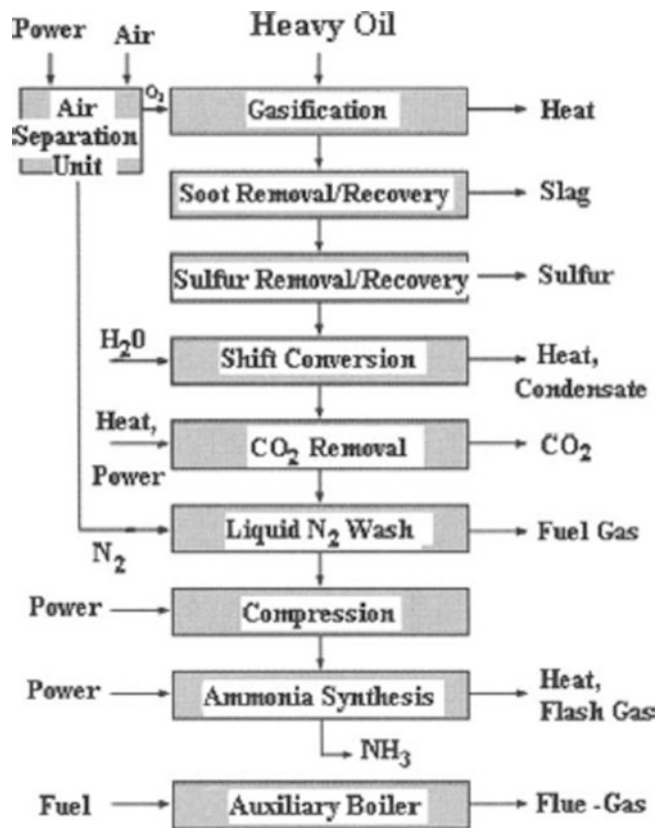 Power
Air
Heavy Oil
Air
Separation
Unit
O₂
Gasification
Heat
Soot Removal/Recovery
Slag
Sulfur Removal/Recovery
Sulfur
H₂0
Shift Conversion
Heat,
Condensate
Heat,
Power
CO₂ Removal
CO₂
N₂
Liquid N₂ Wash
Fuel Gas
Power
Compression
Power
Ammonia Synthesis
Heat,
Flash Gas
NH₃
Fuel
Auxiliary Boiler
Flue -Gas